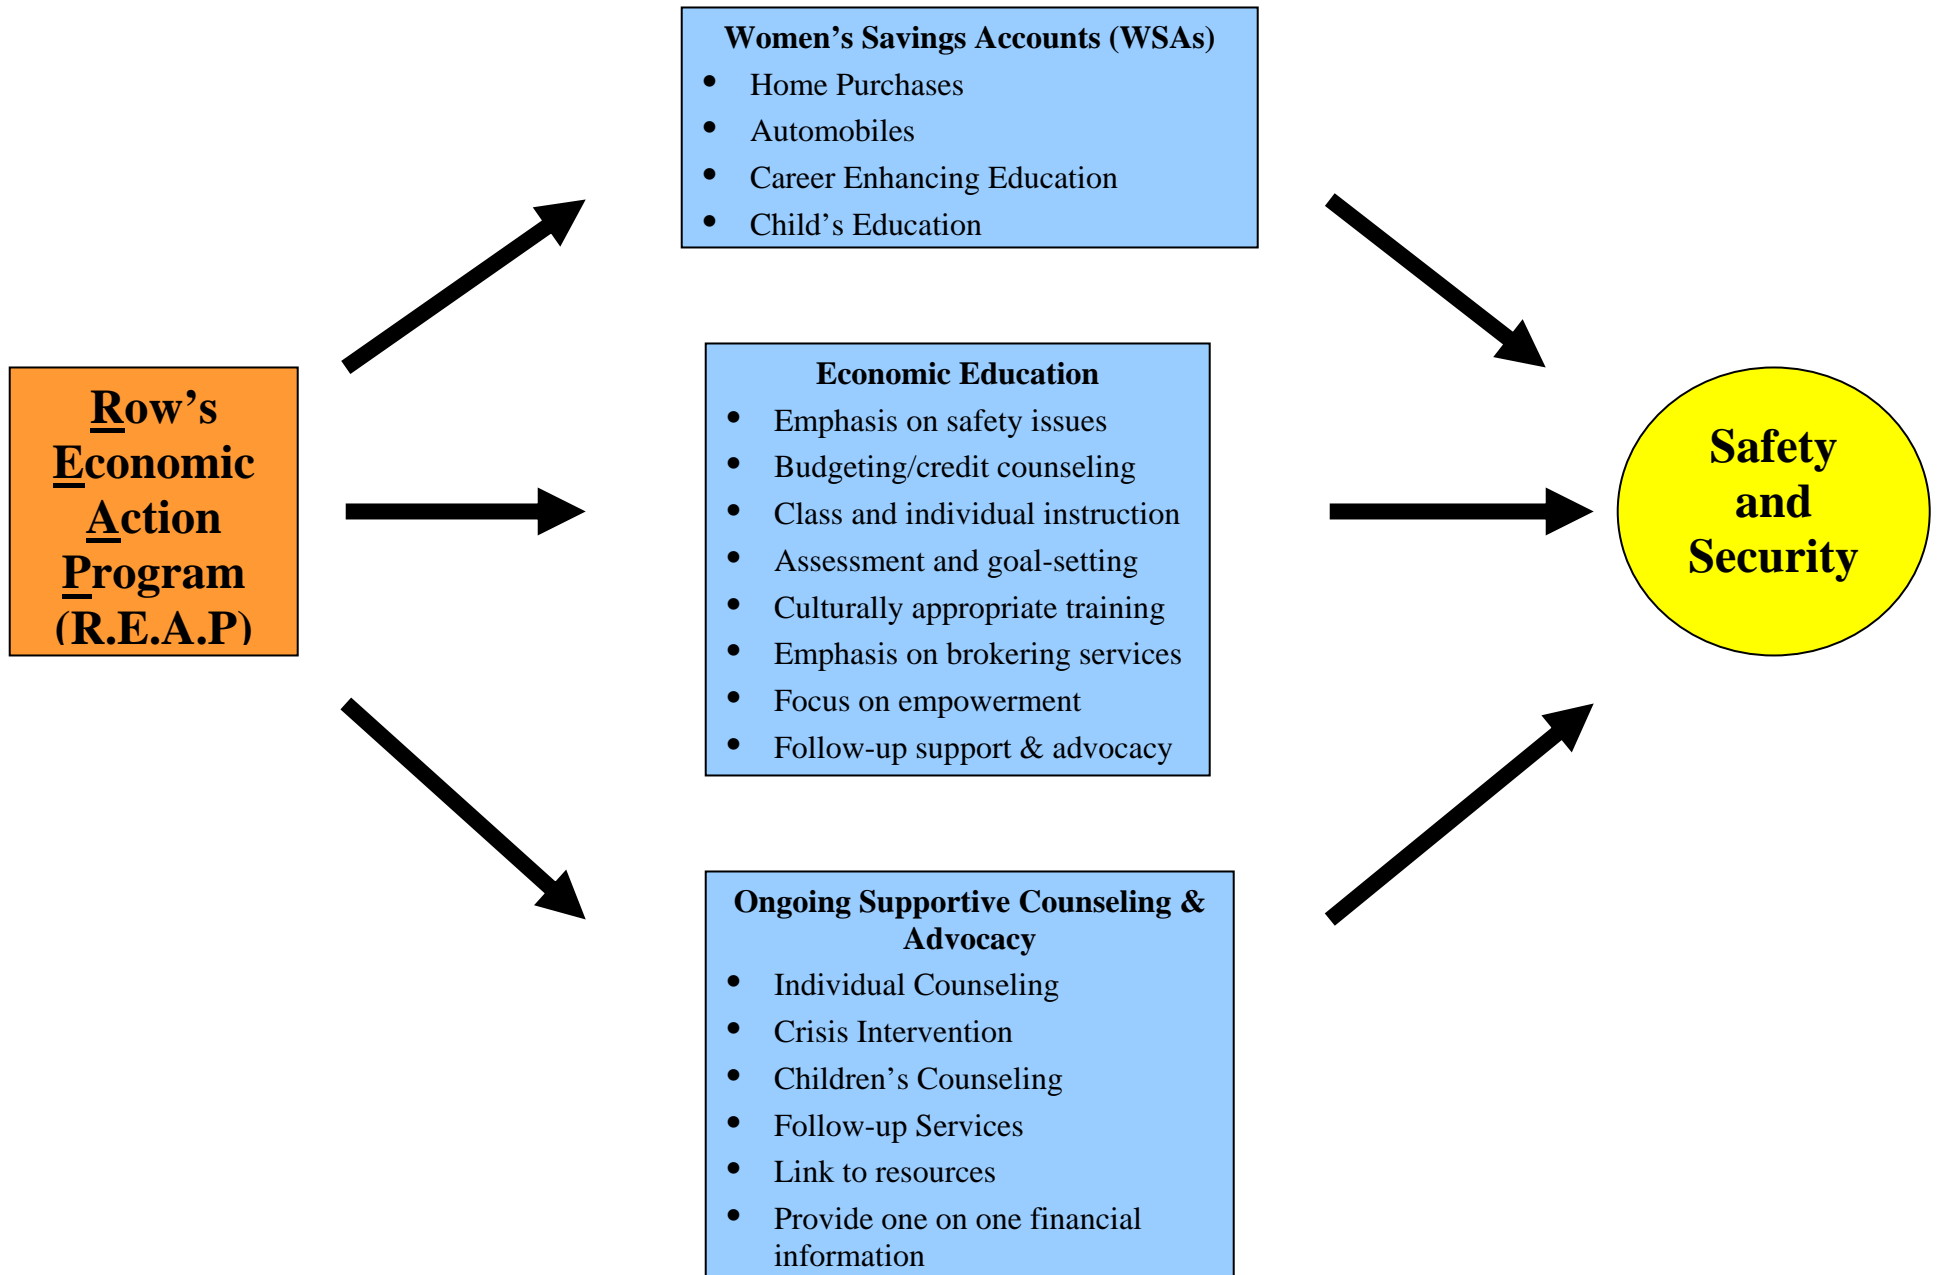 Women’s Savings Accounts (WSAs)
• Home Purchases
• Automobiles
• Career Enhancing Education
• Child’s Education
Row’s
Economic
Action
Program
(R.E.A.P)
Economic Education
• Emphasis on safety issues
• Budgeting/credit counseling
• Class and individual instruction
• Assessment and goal-setting
• Culturally appropriate training
• Emphasis on brokering services
• Focus on empowerment
• Follow-up support & advocacy
Ongoing Supportive Counseling &
Advocacy
• Individual Counseling
• Crisis Intervention
• Children’s Counseling
• Follow-up Services
• Link to resources
• Provide one on one financial
information
Safety
and
Security